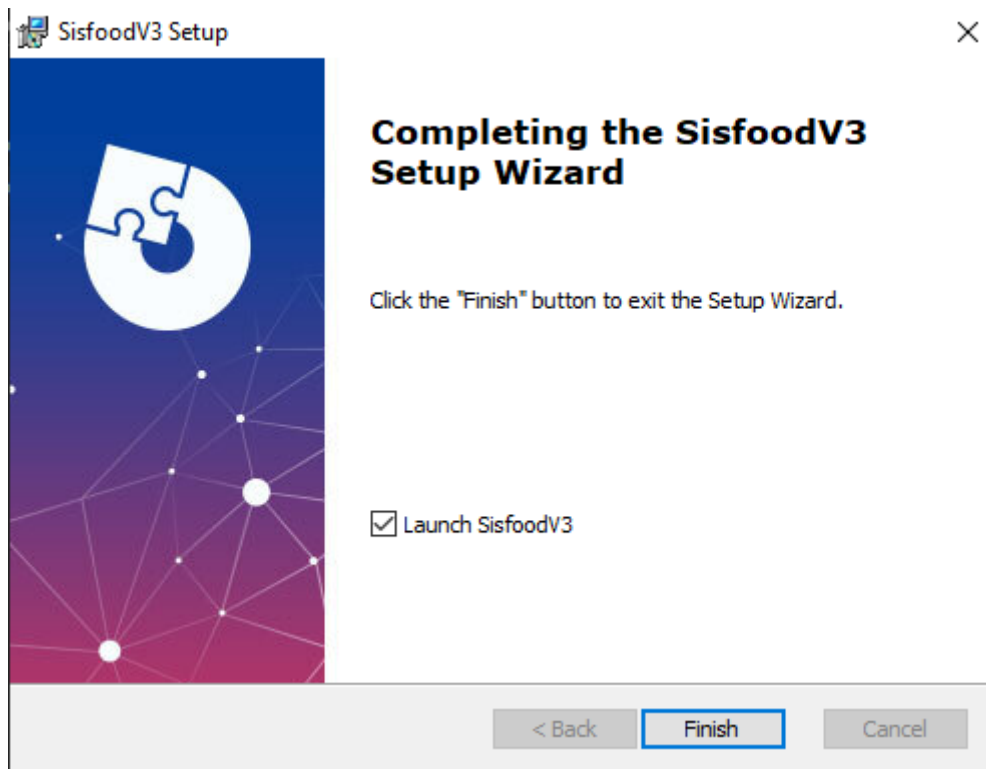 SisfoodV3 Setup
Completing the SisfoodV3
Setup Wizard
Click the "Finish" button to exit the Setup Wizard.
Launch SisfoodV3
< Back Finish Cancel